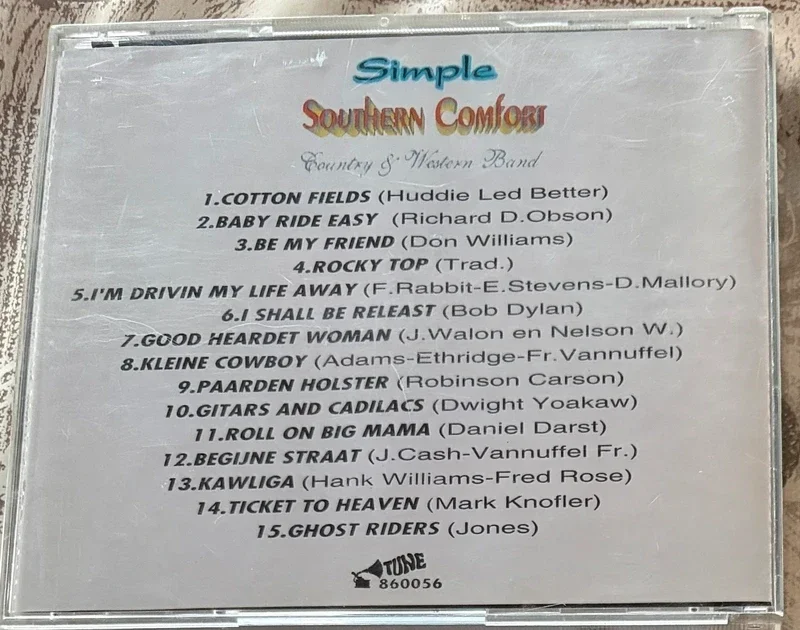 Simple
Southern Comfort
Country & Western Band
1.COTTON FIELDS (Huddie Led Better)
2.BABY RIDE EASY (Richard D.Obson)
3.BE MY FRIEND (Don Williams)
4.ROCKY TOP (Trad.)
5.I'M DRIVIN MY LIFE AWAY (F.Rabbit-E.Stevens-D.Mallory)
6.I SHALL BE RELEAST (Bob Dylan)
7.GOOD HEARDET WOMAN (J.Walon en Nelson W.)
8.KLEINE COWBOY (Adams-Ethridge-Fr.Vannuffel)
9.PAARDEN HOLSTER (Robinson Carson)
10.GITARS AND CADILACS (Dwight Yoakaw)
11.ROLL ON BIG MAMA (Daniel Darst)
12.BEGIJNE STRAAT (J.Cash-Vannuffel Fr.)
13.KAWLIGA (Hank Williams-Fred Rose)
14.TICKET TO HEAVEN (Mark Knofler)
15.GHOST RIDERS (Jones)
TUNE
860056